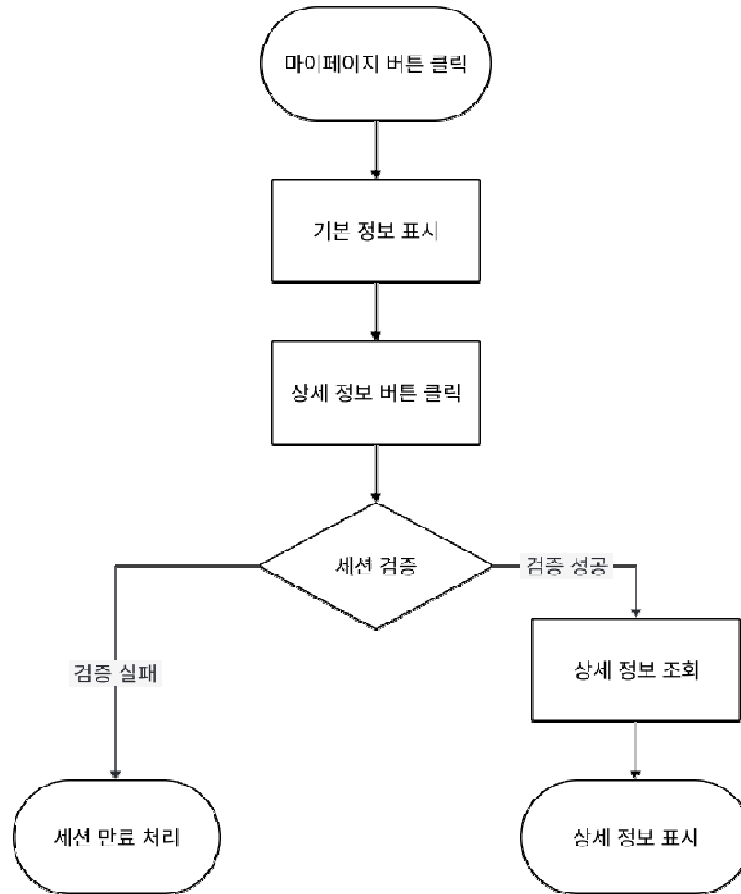 마이페이지 버튼 클릭
기본 정보 표시
상세 정보 버튼 클릭
세션 검증
검증 성공
검증 실패
상세 정보 조회
세션 만료 처리
상세 정보 표시